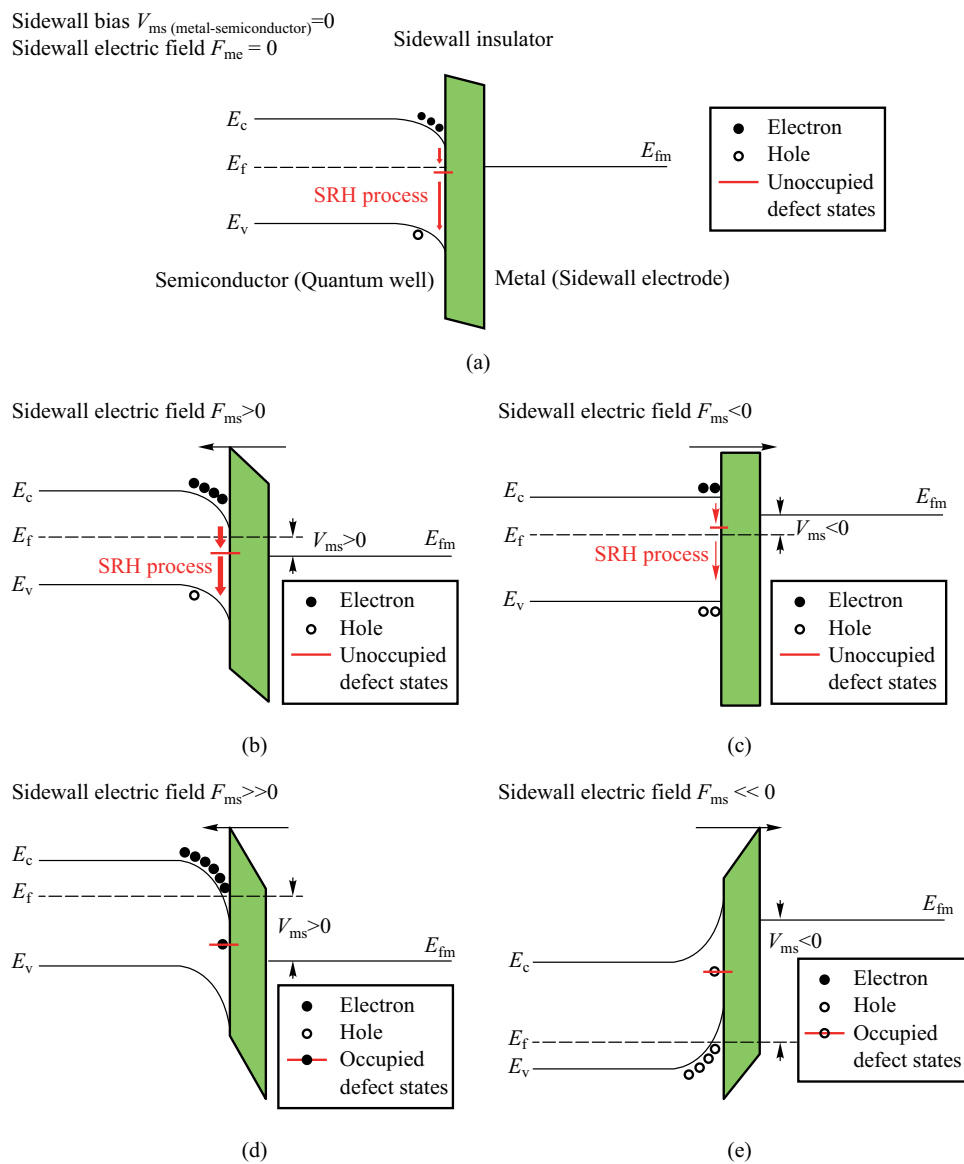 Sidewall bias V_ms (metal-semiconductor)=0
Sidewall electric field F_me = 0
Sidewall insulator
E_c
E_f
E_fm
SRH process
E_v
Electron
Hole
Unoccupied
defect states
Semiconductor (Quantum well)
Metal (Sidewall electrode)
(a)
Sidewall electric field F_ms>0
E_c
E_f
V_ms>0
E_fm
SRH process
E_v
Electron
Hole
Unoccupied
defect states
(b)
Sidewall electric field F_ms<0
E_c
E_fm
E_f
V_ms<0
SRH process
E_v
Electron
Hole
Unoccupied
defect states
(c)
Sidewall electric field F_ms>>0
E_c
E_f
V_ms>0
E_fm
E_v
Electron
Hole
Occupied
defect states
(d)
Sidewall electric field F_ms << 0
E_fm
V_ms<0
E_c
E_f
E_v
Electron
Hole
Occupied
defect states
(e)